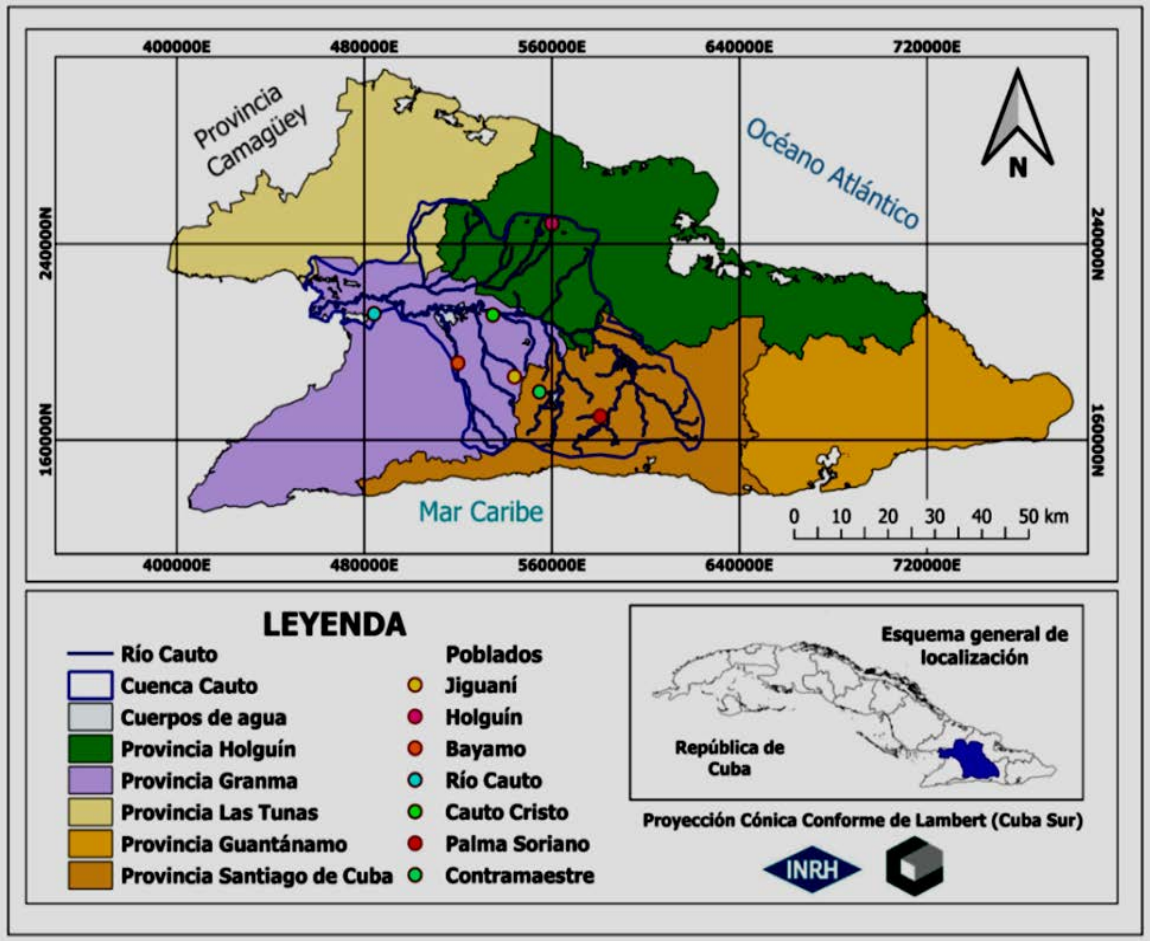 400000E 480000E 560000E 640000E 720000E
Provincia
Camagüey
Océano Atlántico
N
240000N
240000N
160000N
160000N
Mar Caribe
0 10 20 30 40 50 km
400000E 480000E 560000E 640000E 720000E
LEYENDA
Río Cauto
Cuenca Cauto
Cuerpos de agua
Provincia Holguín
Provincia Granma
Provincia Las Tunas
Provincia Guantánamo
Provincia Santiago de Cuba
Poblados
Jiguaní
Holguín
Bayamo
Río Cauto
Cauto Cristo
Palma Soriano
Contramaestre
Esquema general de
localización
República de
Cuba
Proyección Cónica Conforme de Lambert (Cuba Sur)
INRH